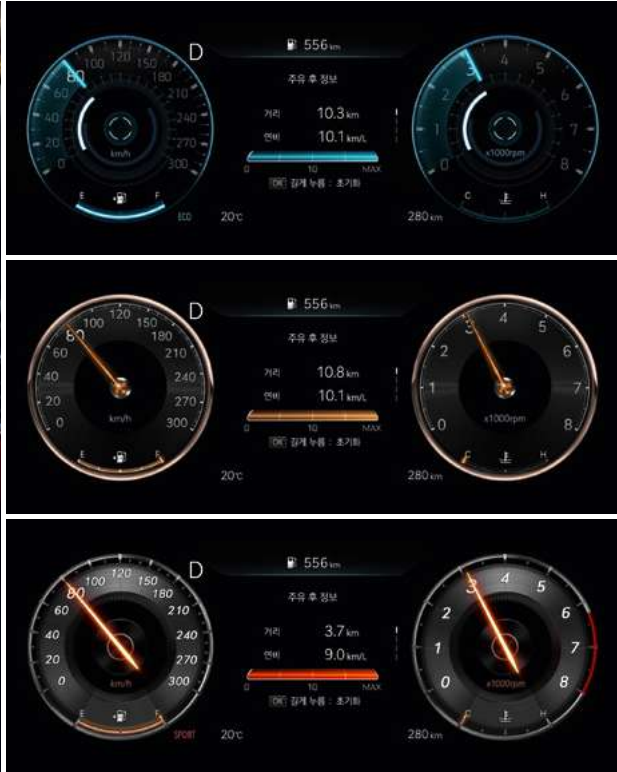 D
556 km
주유 후 정보
거리 10.3 km
연비 10.1 km/L
0 10 MAX
OK 길게 누름 : 초기화
0 20 40 60 80 100 120 150 180 210 240 270 300
km/h
E F
ECO
20℃
280 km
0 1 2 3 4 5 6 7 8
x1000rpm
C H
D
556 km
주유 후 정보
거리 10.8 km
연비 10.1 km/L
0 10 MAX
OK 길게 누름 : 초기화
0 20 40 60 80 100 120 150 180 210 240 270 300
km/h
E F
20℃
280 km
0 1 2 3 4 5 6 7 8
x1000rpm
C H
D
556 km
주유 후 정보
거리 3.7 km
연비 9.0 km/L
0 10 MAX
OK 길게 누름 : 초기화
0 20 40 60 80 100 120 150 180 210 240 270 300
km/h
E F
SPORT
20℃
280 km
0 1 2 3 4 5 6 7 8
x1000rpm
C H